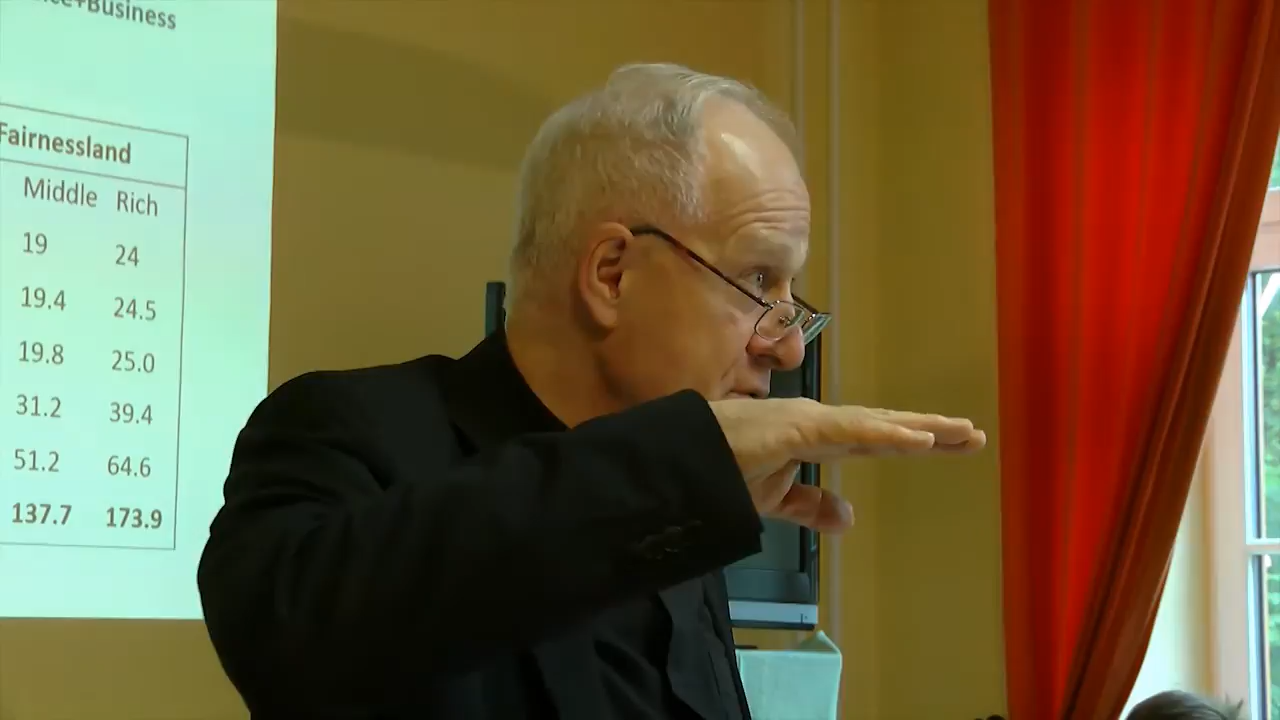 Business
Fairnessland
Middle Rich
19 24
19.4 24.5
19.8 25.0
31.2 39.4
51.2 64.6
137.7 173.9